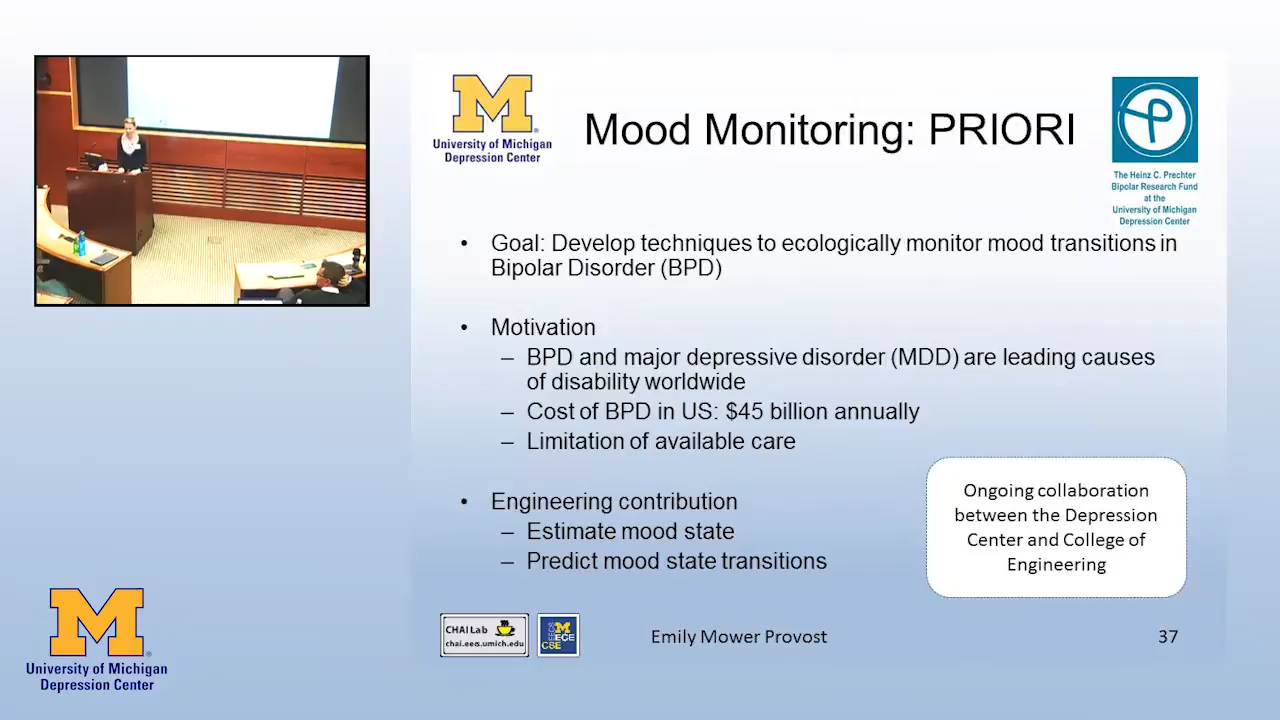 University of Michigan
Depression Center
Mood Monitoring: PRIORI
The Heinz C. Prechter
Bipolar Research Fund
at the
University of Michigan
Depression Center
• Goal: Develop techniques to ecologically monitor mood transitions in
Bipolar Disorder (BPD)
• Motivation
– BPD and major depressive disorder (MDD) are leading causes
of disability worldwide
– Cost of BPD in US: $45 billion annually
– Limitation of available care
• Engineering contribution
– Estimate mood state
– Predict mood state transitions
Ongoing collaboration
between the Depression
Center and College of
Engineering
CHAI Lab
chai.eecs.umich.edu
EECS
M
ECE
CSE
Emily Mower Provost
37
M
University of Michigan
Depression Center